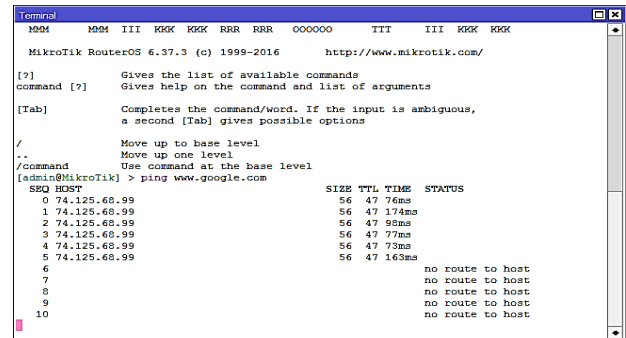 Terminal
MMM MMM III KKK KKK RRR RRR OOOOOO TTT III KKK KKK
MikroTik RouterOS 6.37.3 (c) 1999-2016 http://www.mikrotik.com/
[?] Gives the list of available commands
command [?] Gives help on the command and list of arguments
[Tab] Completes the command/word. If the input is ambiguous,
a second [Tab] gives possible options
/ Move up to base level
.. Move up one level
/command Use command at the base level
[admin@MikroTik] > ping www.google.com
SEQ HOST SIZE TTL TIME STATUS
0 74.125.68.99 56 47 76ms
1 74.125.68.99 56 47 174ms
2 74.125.68.99 56 47 98ms
3 74.125.68.99 56 47 77ms
4 74.125.68.99 56 47 73ms
5 74.125.68.99 56 47 163ms
6 no route to host
7 no route to host
8 no route to host
9 no route to host
10 no route to host